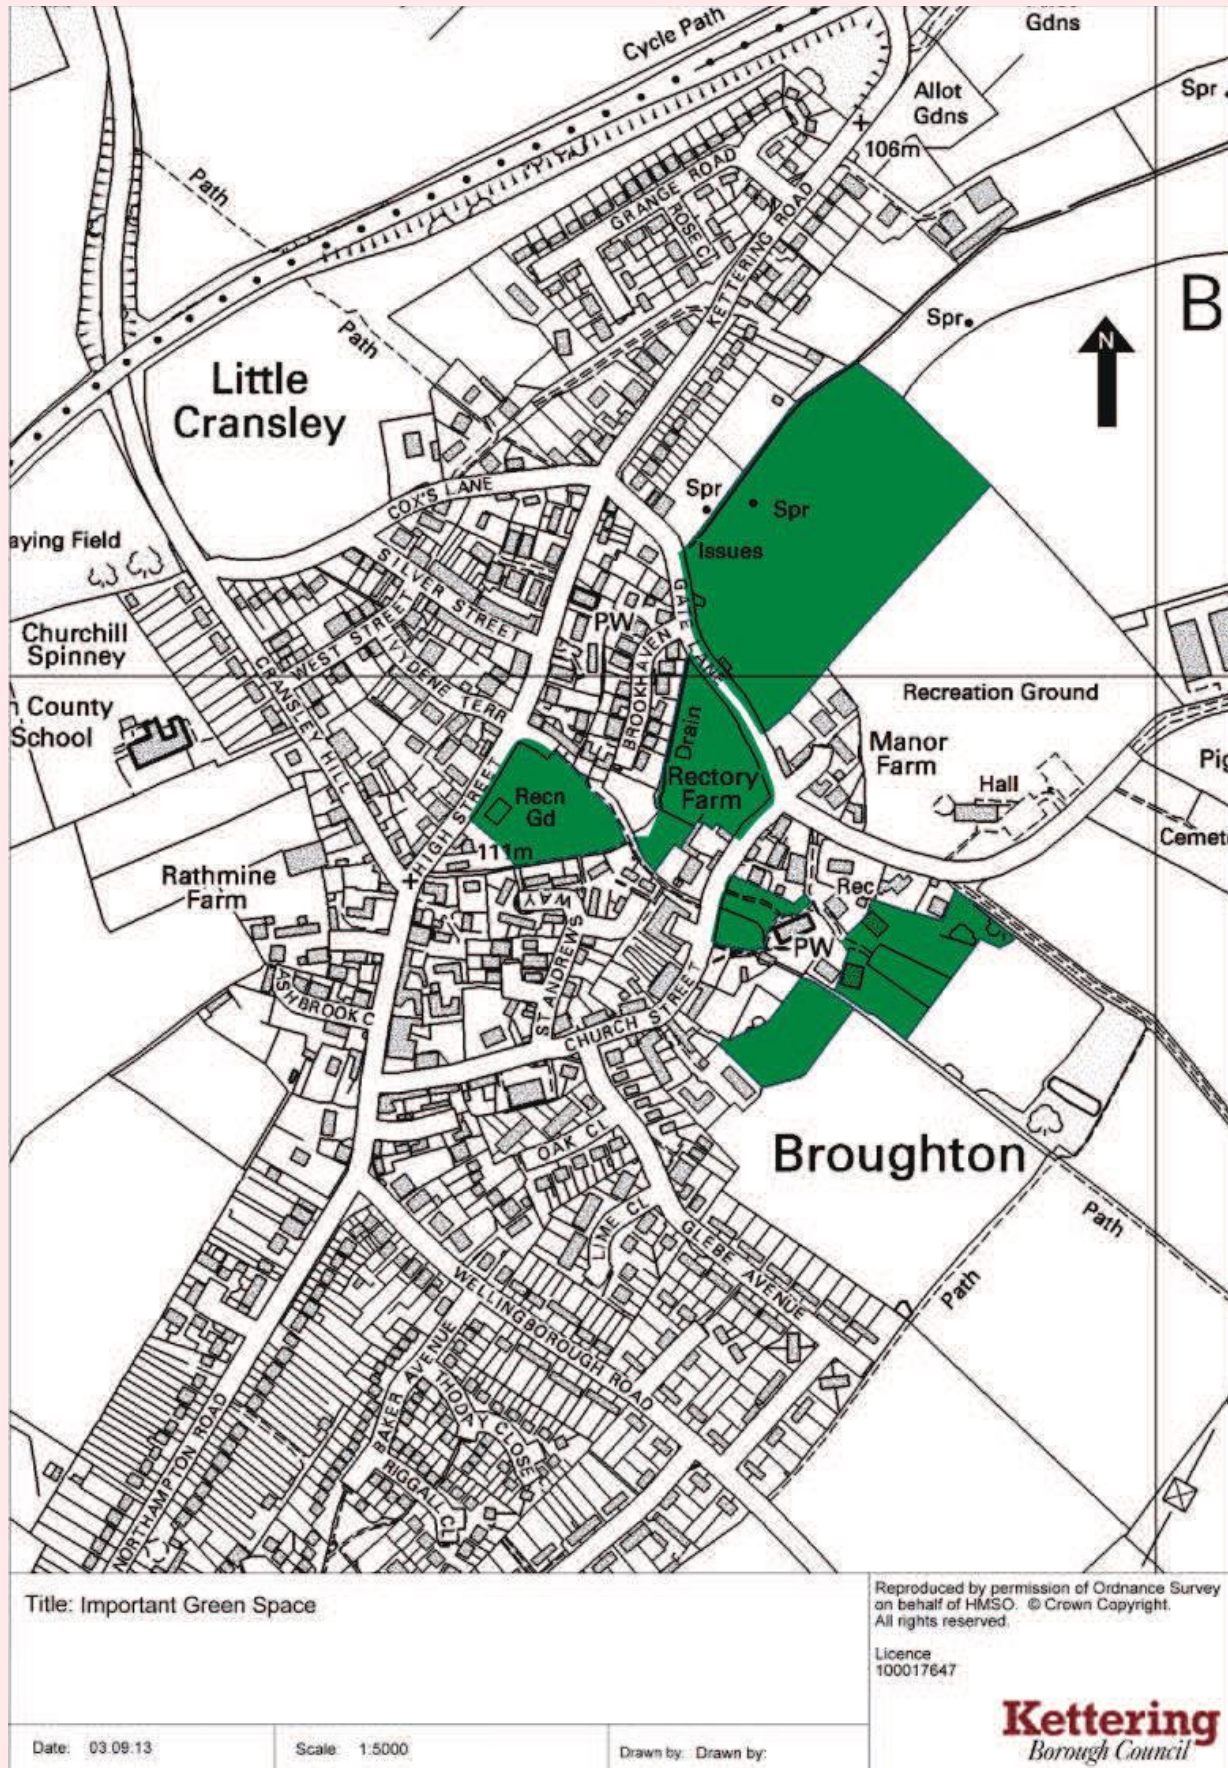 Gdns
Cycle Path
Allot
Gdns
Spr
106m
Path
GRANGE ROAD
ROSE CL
KETTERING ROAD
Spr
B
N
Path
Little
Cransley
COX'S LANE
Spr
Spr
Issues
aying Field
SILVER STREET
GATE LANE
PW
Churchill
Spinney
WEST STREET
IVYDENE TERR
BROOKHAVEN
CRANSLEY HILL
County
School
Recreation Ground
Drain
Manor
Farm
Rectory
Farm
Hall
Pig
Recn
Gd
HIGH STREET
111m
Cemet
Rathmine
Farm
WAY
ST ANDREWS
Rec
PW
ASHBROOK C
CHURCH STREET
OAK CL
Broughton
LIME CL
GLEBE AVENUE
Path
Path
WELLINGBOROUGH ROAD
BAKER AVENUE
CLOSE
RIGGALL CL
NORTHAMPTON ROAD
Title: Important Green Space
Reproduced by permission of Ordnance Survey
on behalf of HMSO. © Crown Copyright.
All rights reserved.
Licence
100017647
Kettering
Borough Council
Date: 03.09.13
Scale: 1:5000
Drawn by: Drawn by: